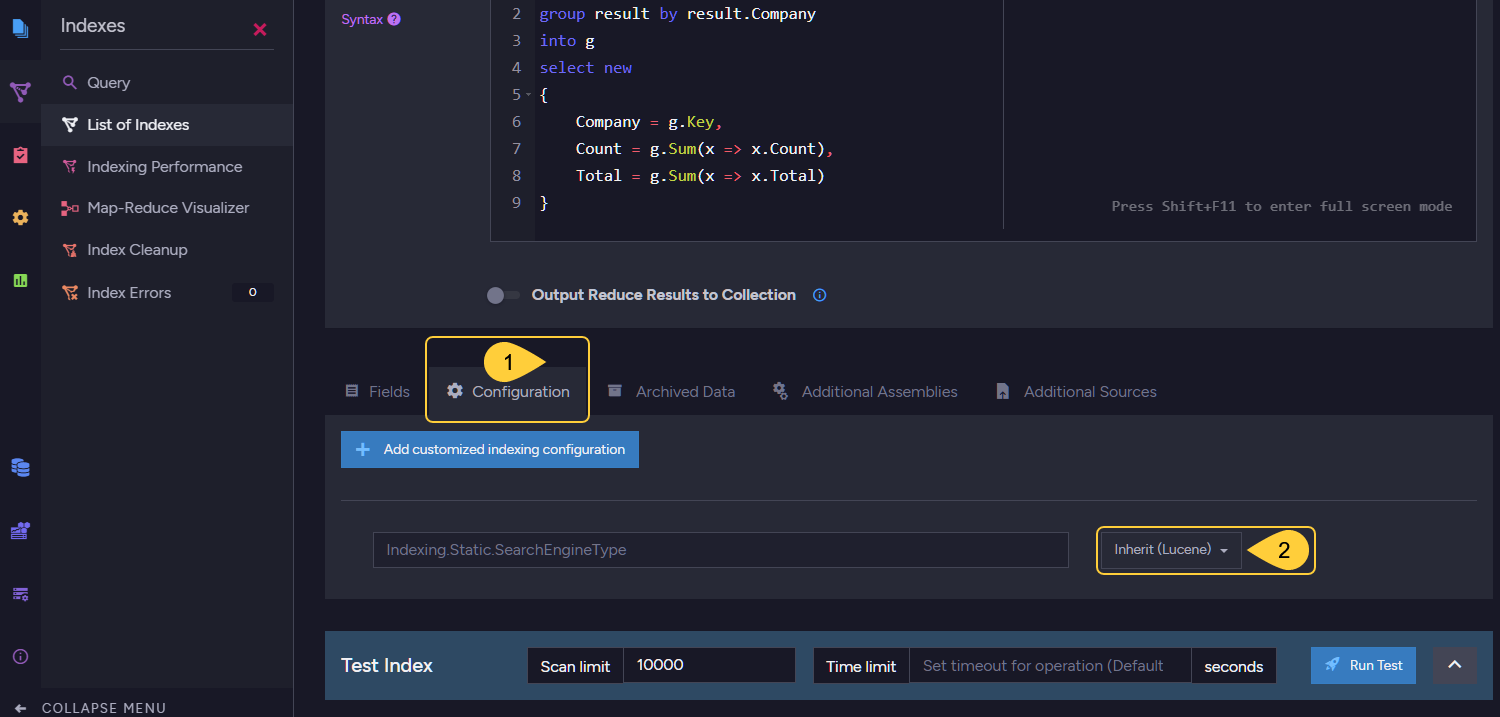 Indexes
Query
List of Indexes
Indexing Performance
Map-Reduce Visualizer
Index Cleanup
Index Errors 0
COLLAPSE MENU
Syntax ?
2 group result by result.Company
3 into g
4 select new
5 {
6 Company = g.Key,
7 Count = g.Sum(x => x.Count),
8 Total = g.Sum(x => x.Total)
9 }
Press Shift+F11 to enter full screen mode
Output Reduce Results to Collection
1
Fields Configuration Archived Data Additional Assemblies Additional Sources
Add customized indexing configuration
Indexing.Static.SearchEngineType Inherit (Lucene) 2
Test Index Scan limit 10000 Time limit Set timeout for operation (Default seconds Run Test